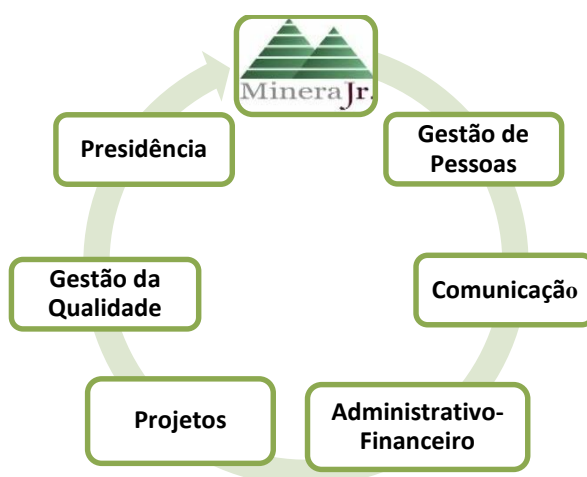 MineraJr.
Gestão de
Pessoas
Comunicação
Administrativo-
Financeiro
Projetos
Gestão da
Qualidade
Presidência